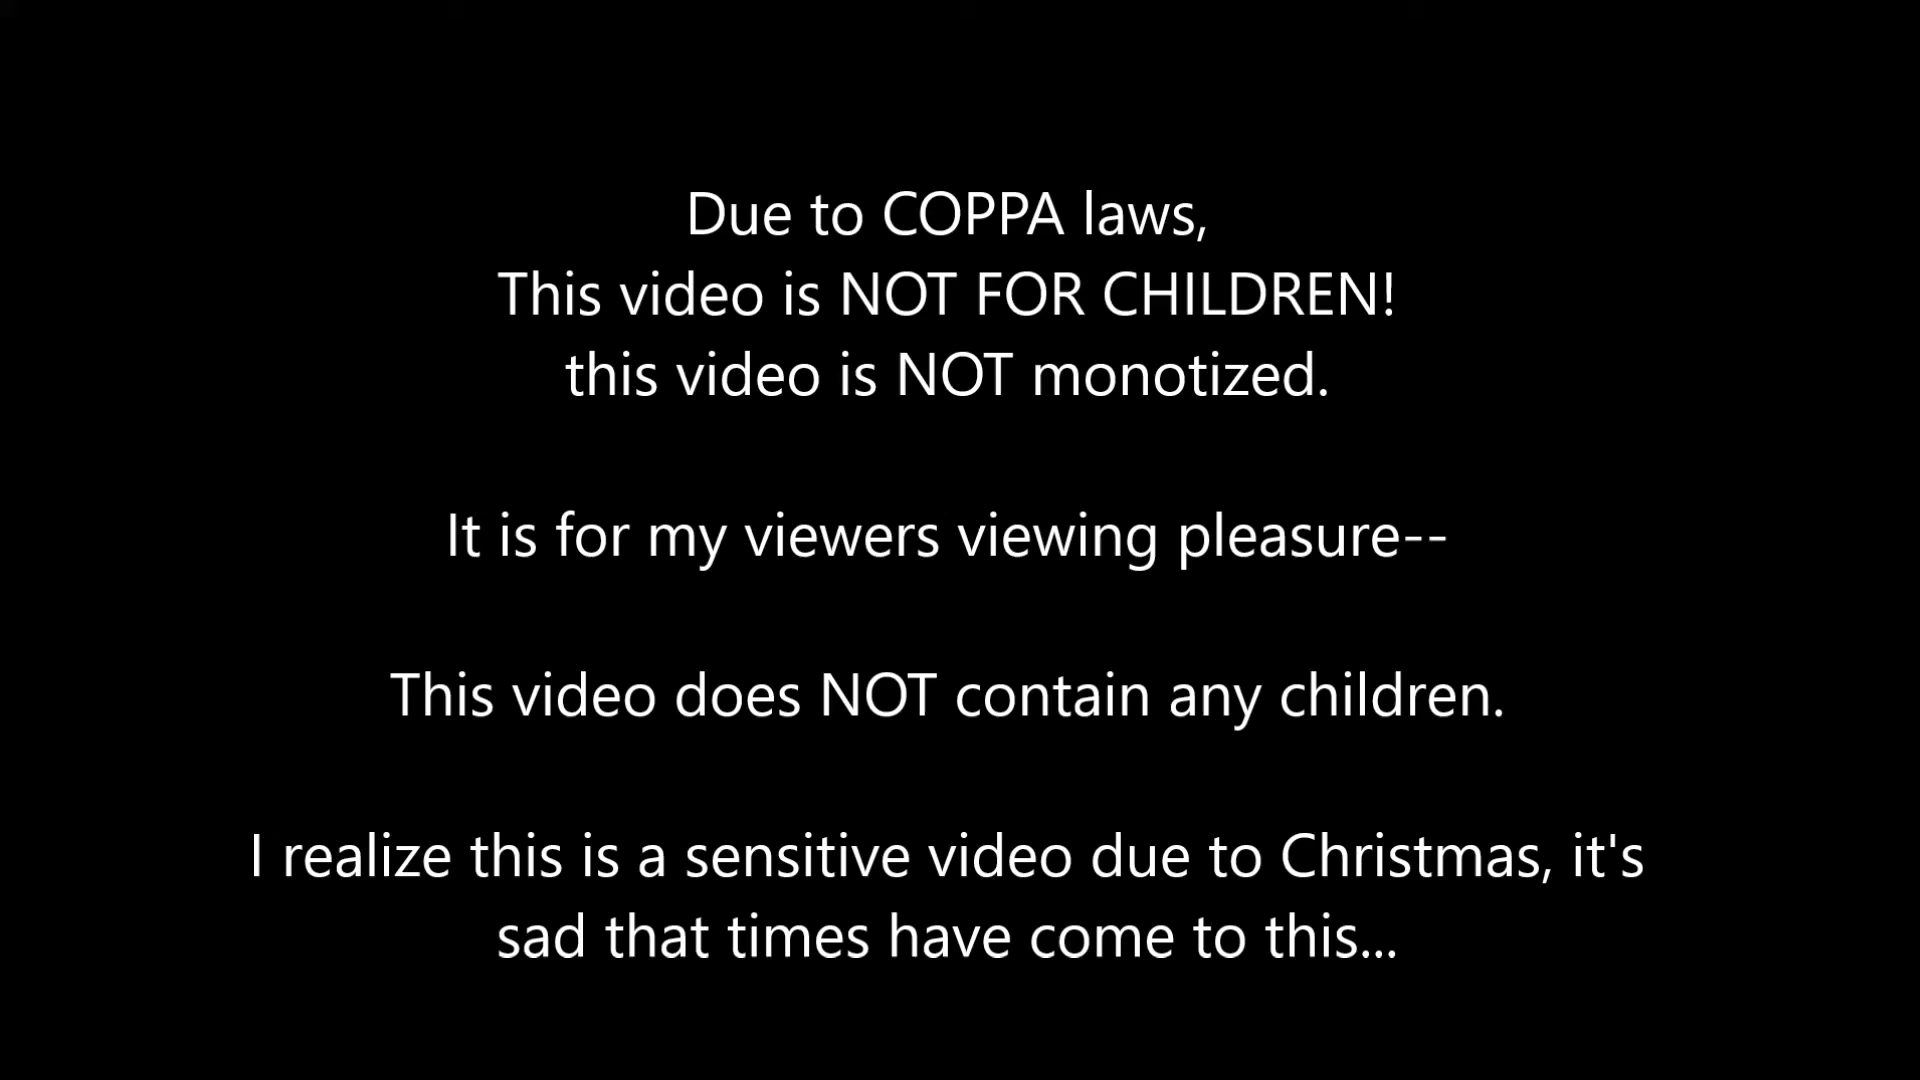 Due to COPPA laws,
This video is NOT FOR CHILDREN!
this video is NOT monotized.
It is for my viewers viewing pleasure--
This video does NOT contain any children.
I realize this is a sensitive video due to Christmas, it's
sad that times have come to this...